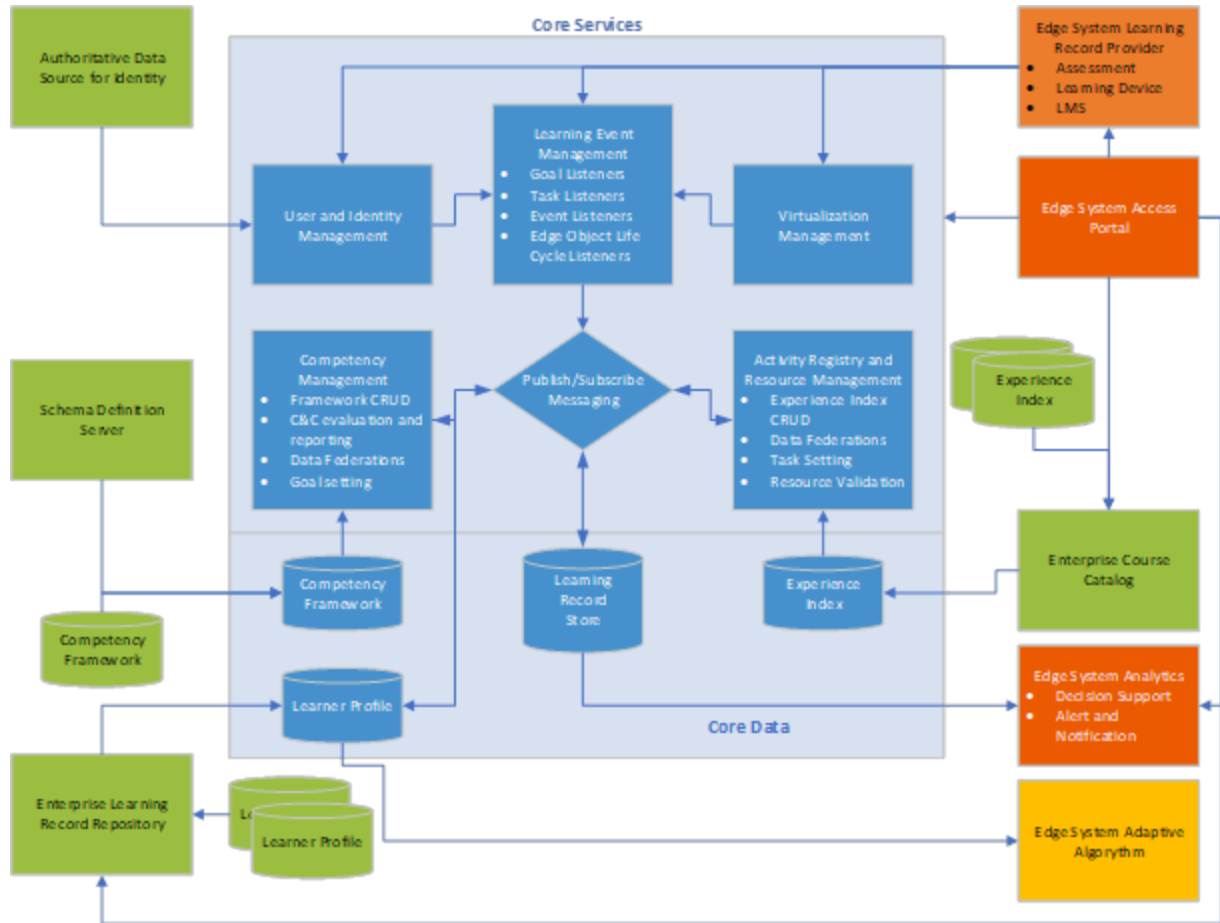 Core Services
Authoritative Data
Source for Identity
Edge System Learning
Record Provider
• Assessment
• Learning Device
• LMS
Learning Event
Management
• Goal Listeners
• Task Listeners
• Event Listeners
• Edge Object Life
Cycle Listeners
User and Identity
Management
Virtualization
Management
Edge System Access
Portal
Schema Definition
Server
Competency
Management
• Framework CRUD
• C&C evaluation and
reporting
• Data Federations
• Goal setting
Publish/Subscribe
Messaging
Activity Registry and
Resource Management
• Experience Index
CRUD
• Data Federations
• Task Setting
• Resource Validation
Experience
Index
Competency
Framework
Learning
Record
Store
Experience
Index
Enterprise Course
Catalog
Competency
Framework
Learner Profile
Core Data
Edge System Analytics
• Decision Support
• Alert and
Notification
Enterprise Learning
Record Repository
Learner Profile
Edge System Adaptive
Algorythm